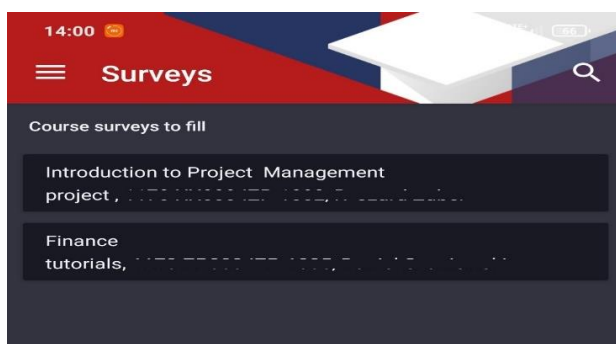 14:00
Surveys
Course surveys to fill
Introduction to Project Management
project ,
Finance
tutorials,